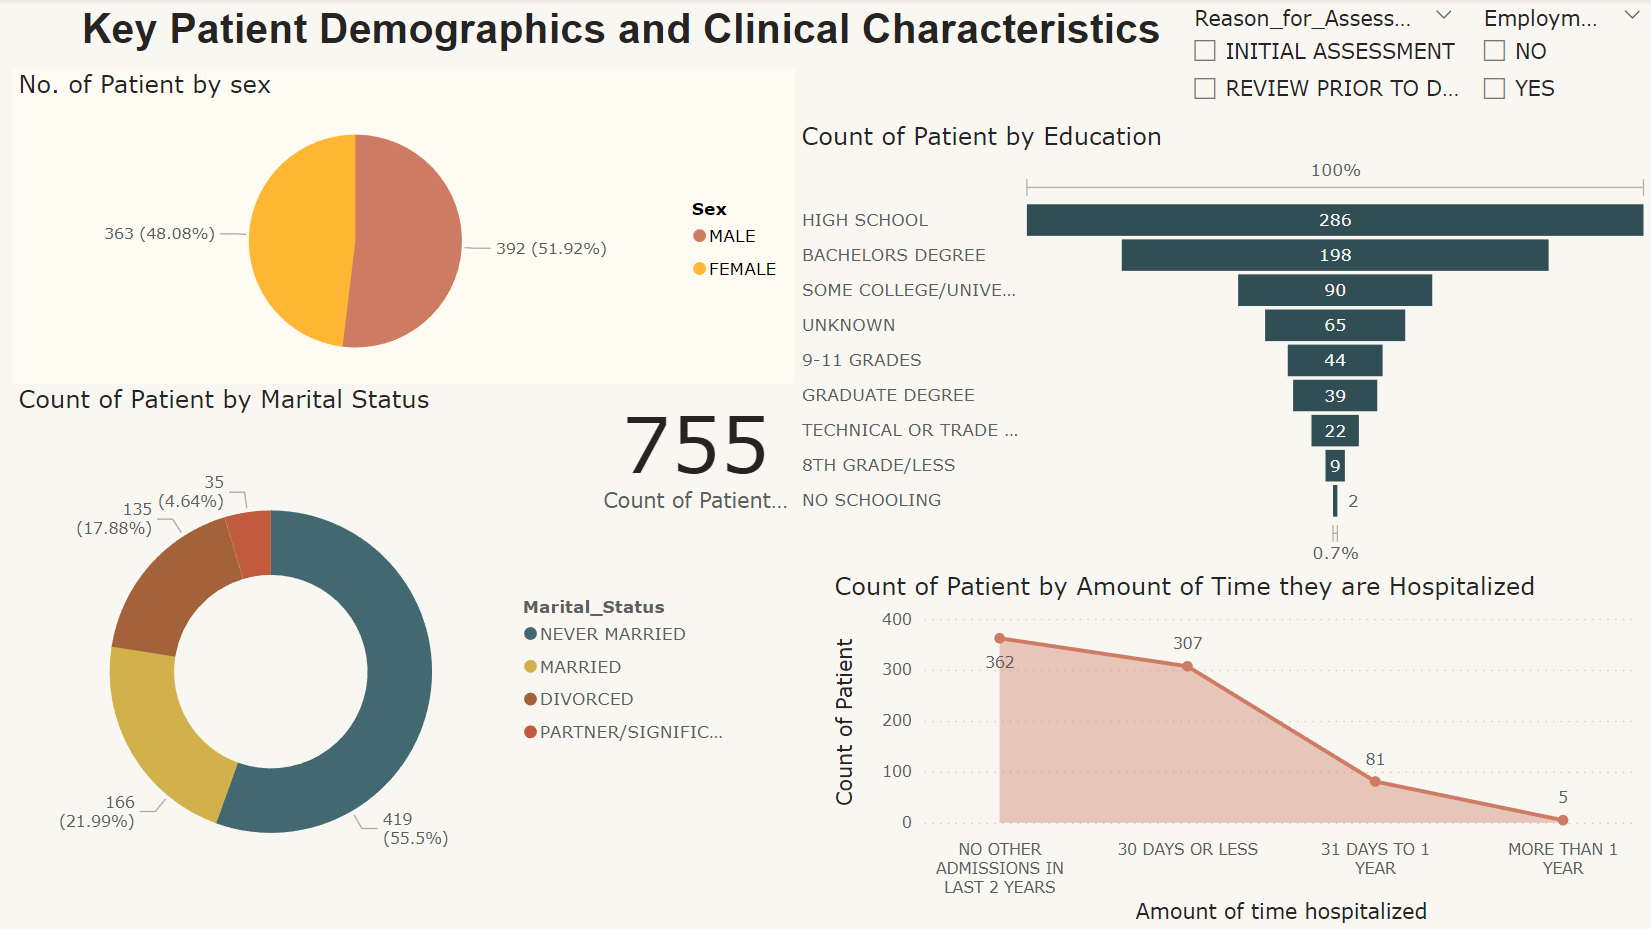 Key Patient Demographics and Clinical Characteristics
Reason_for_Assess...
INITIAL ASSESSMENT
REVIEW PRIOR TO D...
Employm...
NO
YES
No. of Patient by sex
363 (48.08%)
392 (51.92%)
Sex
MALE
FEMALE
Count of Patient by Marital Status
755
Count of Patient...
35
(4.64%)
135
(17.88%)
166
(21.99%)
419
(55.5%)
Marital_Status
NEVER MARRIED
MARRIED
DIVORCED
PARTNER/SIGNIFIC...
Count of Patient by Education
100%
HIGH SCHOOL 286
BACHELORS DEGREE 198
SOME COLLEGE/UNIVE... 90
UNKNOWN 65
9-11 GRADES 44
GRADUATE DEGREE 39
TECHNICAL OR TRADE ... 22
8TH GRADE/LESS 9
NO SCHOOLING 2
0.7%
Count of Patient by Amount of Time they are Hospitalized
Count of Patient
400
300
200
100
0
362
307
81
5
NO OTHER
ADMISSIONS IN
LAST 2 YEARS
30 DAYS OR LESS
31 DAYS TO 1
YEAR
MORE THAN 1
YEAR
Amount of time hospitalized